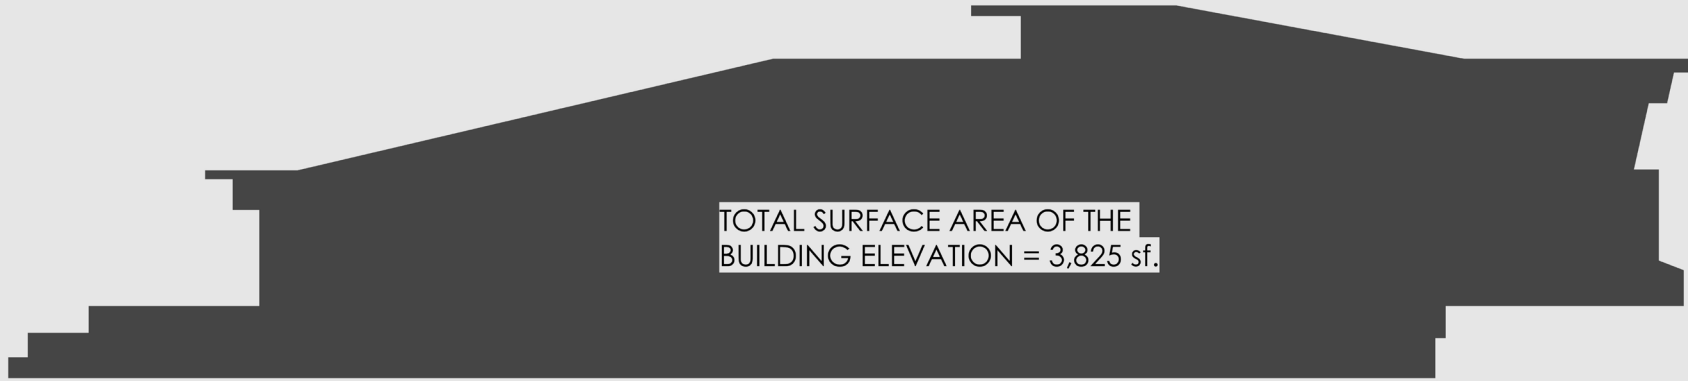 TOTAL SURFACE AREA OF THE
BUILDING ELEVATION = 3,825 sf.